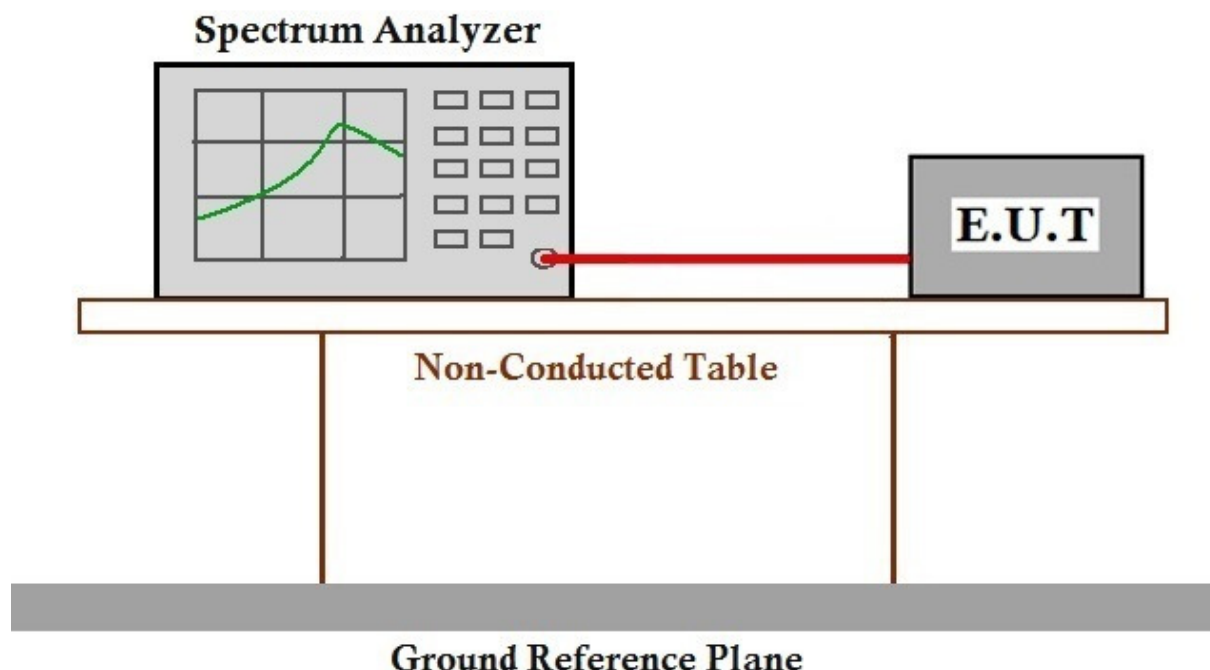 Spectrum Analyzer
E.U.T
Non-Conducted Table
Ground Reference Plane